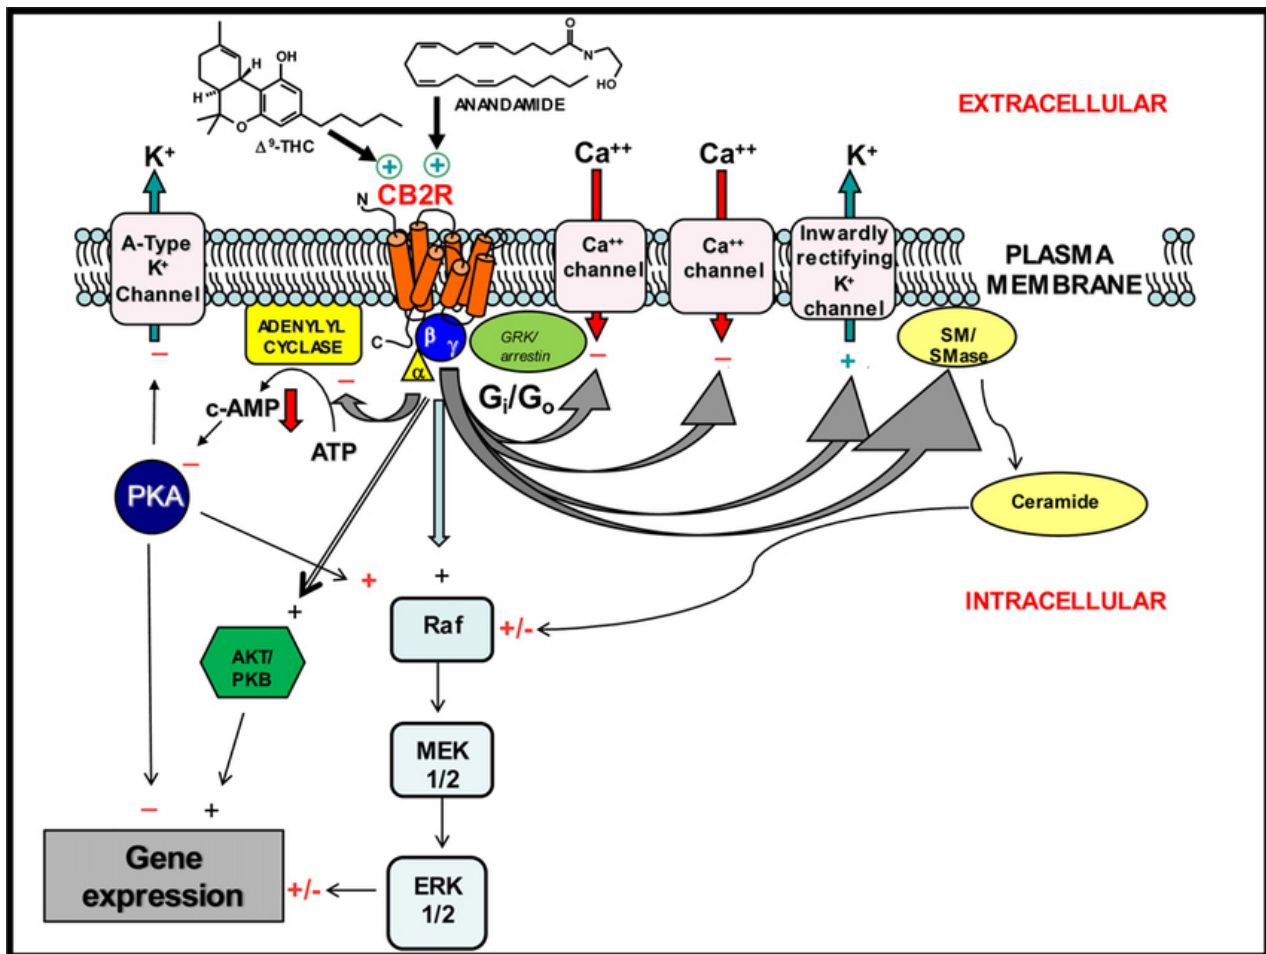 O
N
HO
ANANDAMIDE
OH
H
H
O
Δ⁹-THC
EXTRACELLULAR
K⁺
+
+
Ca⁺⁺
Ca⁺⁺
K⁺
CB2R
N
A-Type
K⁺
Channel
Ca⁺⁺
channel
Ca⁺⁺
channel
Inwardly
rectifying
K⁺
channel
PLASMA
MEMBRANE
ADENYLYL
CYCLASE
C
β
γ
α
GRK/
arrestin
SM/
SMase
–
–
–
–
+
Gi/Go
c-AMP
ATP
–
PKA
Ceramide
+
+
+
INTRACELLULAR
Raf
+/-
AKT/
PKB
MEK
1/2
–
+
Gene
expression
+/-
ERK
1/2